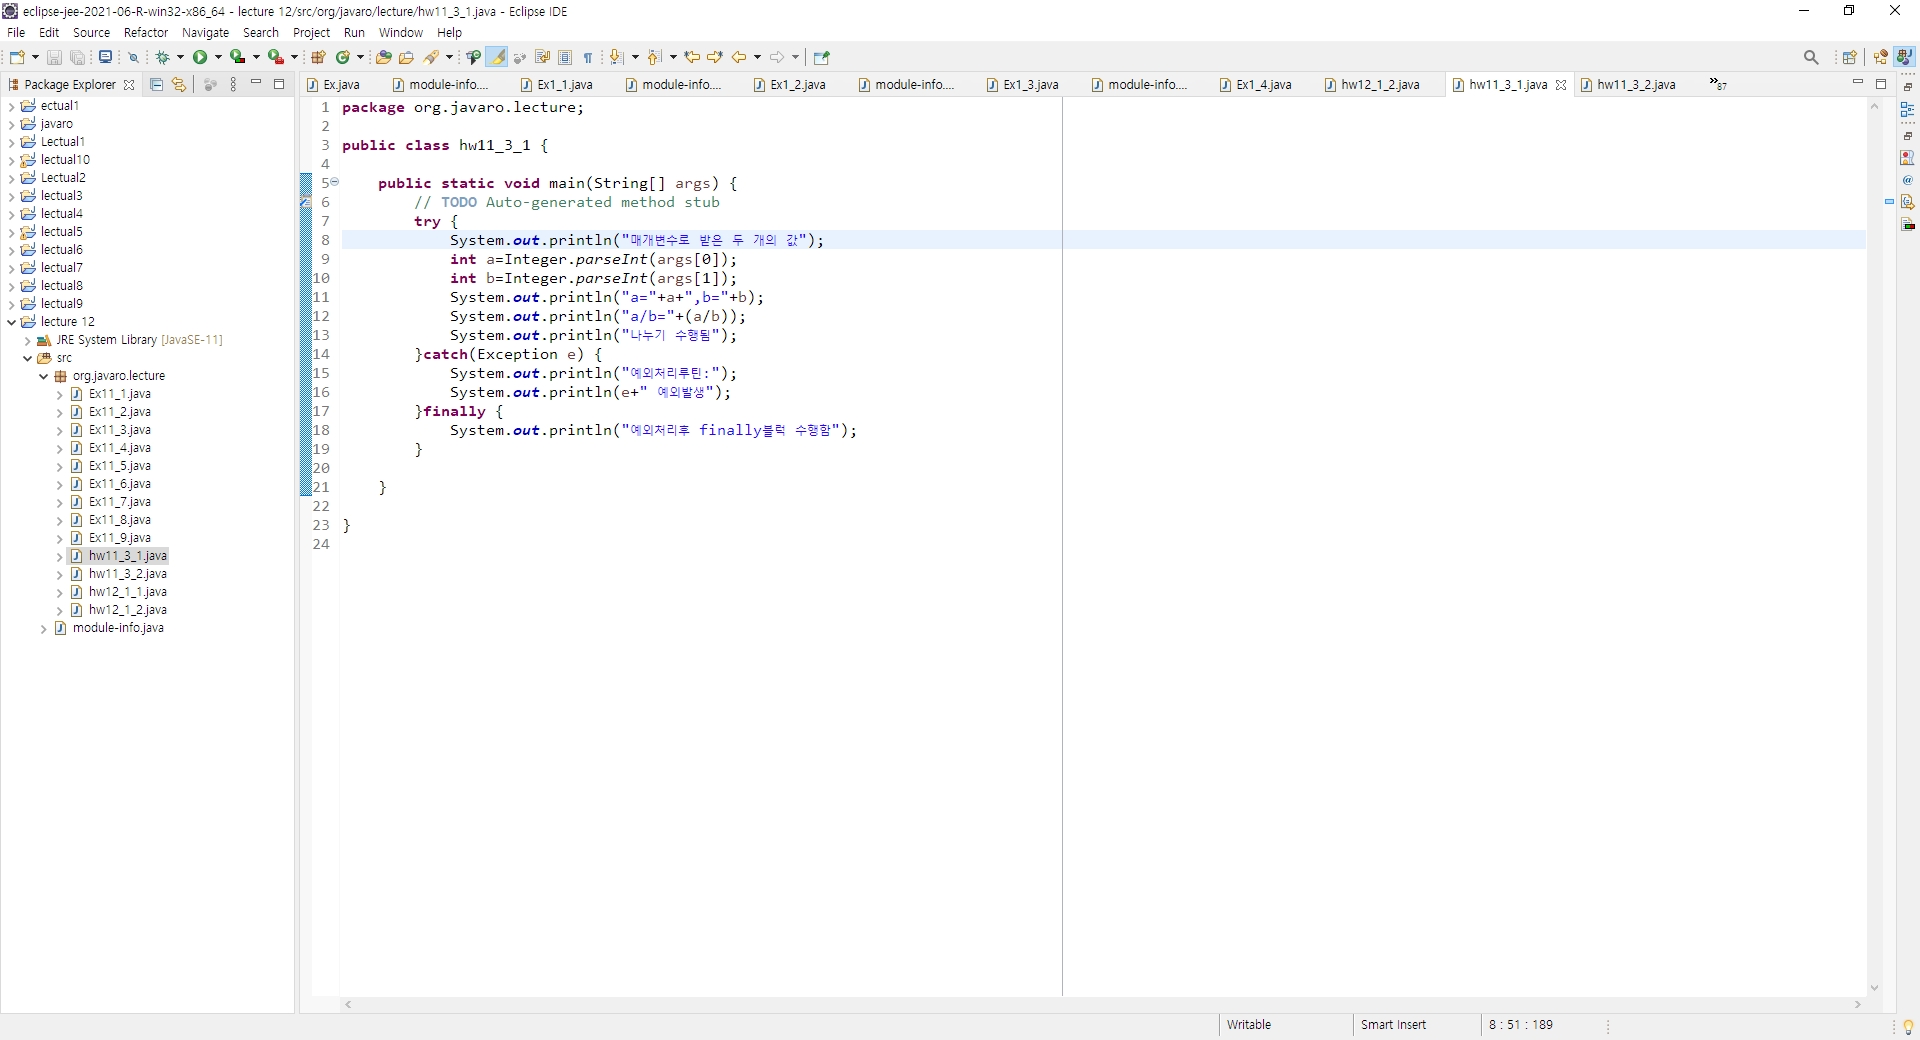 eclipse-jee-2021-06-R-win32-x86_64 - lecture 12/src/org/javaro/lecture/hw11_3_1.java - Eclipse IDE
File Edit Source Refactor Navigate Search Project Run Window Help
Package Explorer
Ex.java module-info.... Ex1_1.java module-info.... Ex1_2.java module-info.... Ex1_3.java module-info.... Ex1_4.java hw12_1_2.java hw11_3_1.java hw11_3_2.java »87
ectual1
javaro
Lectual1
lectual10
Lectual2
lectual3
lectual4
lectual5
lectual6
lectual7
lectual8
lectual9
lecture 12
JRE System Library [JavaSE-11]
src
org.javaro.lecture
Ex11_1.java
Ex11_2.java
Ex11_3.java
Ex11_4.java
Ex11_5.java
Ex11_6.java
Ex11_7.java
Ex11_8.java
Ex11_9.java
hw11_3_1.java
hw11_3_2.java
hw12_1_1.java
hw12_1_2.java
module-info.java
1 package org.javaro.lecture;
2
3 public class hw11_3_1 {
4
5 public static void main(String[] args) {
6 // TODO Auto-generated method stub
7 try {
8 System.out.println("매개변수로 받은 두 개의 값");
9 int a=Integer.parseInt(args[0]);
10 int b=Integer.parseInt(args[1]);
11 System.out.println("a="+a+",b="+b);
12 System.out.println("a/b="+(a/b));
13 System.out.println("나누기 수행됨");
14 }catch(Exception e) {
15 System.out.println("예외처리루틴:");
16 System.out.println(e+" 예외발생");
17 }finally {
18 System.out.println("예외처리후 finally블럭 수행함");
19 }
20
21 }
22
23 }
24
Writable Smart Insert 8 : 51 : 189